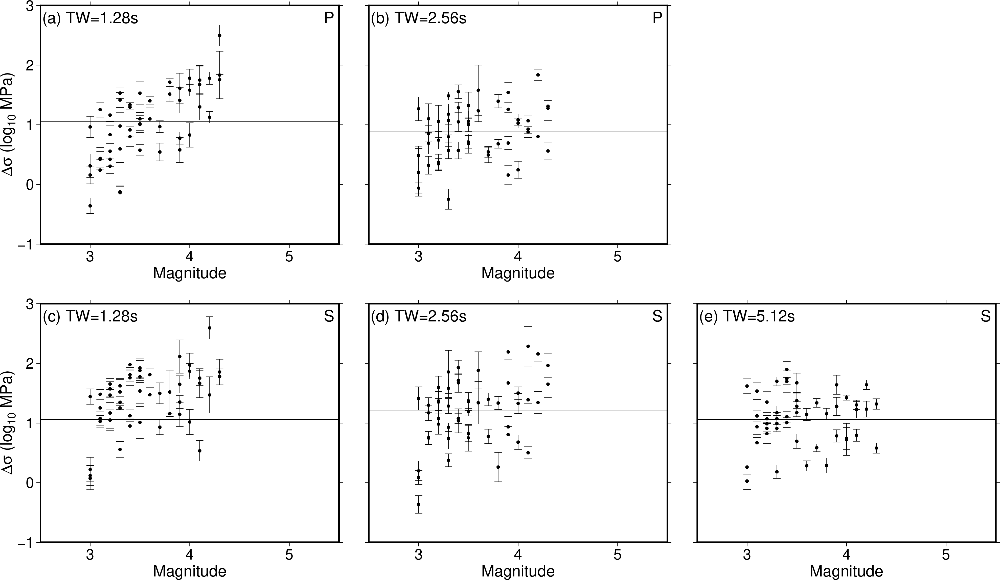 (a) TW=1.28s P
(b) TW=2.56s P
3
2
1
0
−1
Δσ (log10 MPa)
3 4 5
Magnitude
3 4 5
Magnitude
(c) TW=1.28s S
(d) TW=2.56s S
(e) TW=5.12s S
3
2
1
0
−1
Δσ (log10 MPa)
3 4 5
Magnitude
3 4 5
Magnitude
3 4 5
Magnitude